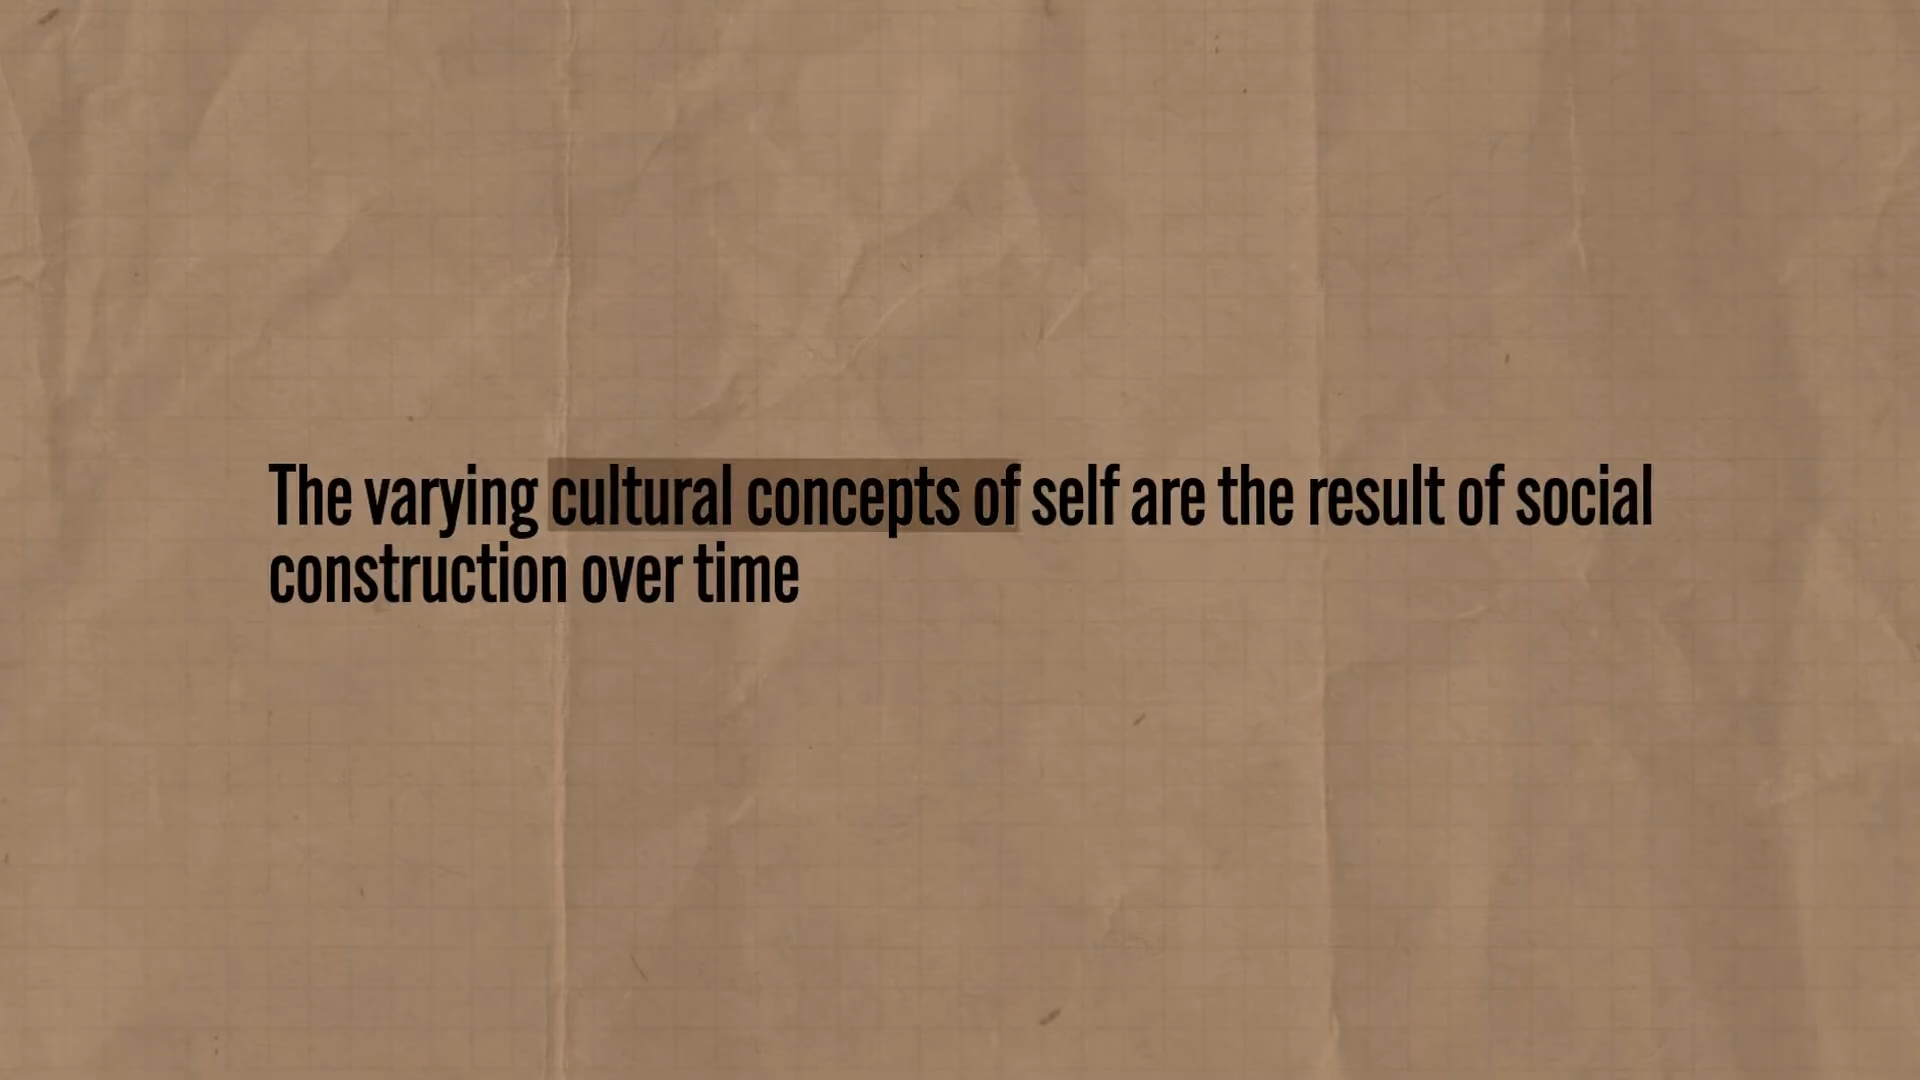 The varying cultural concepts of self are the result of social
construction over time